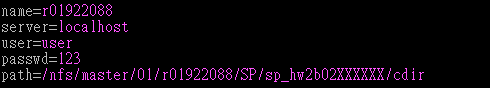 name=r01922088
server=localhost
user=user
passwd=123
path=/nfs/master/01/r01922088/SP/sp_hw2b02XXXXXX/cdir